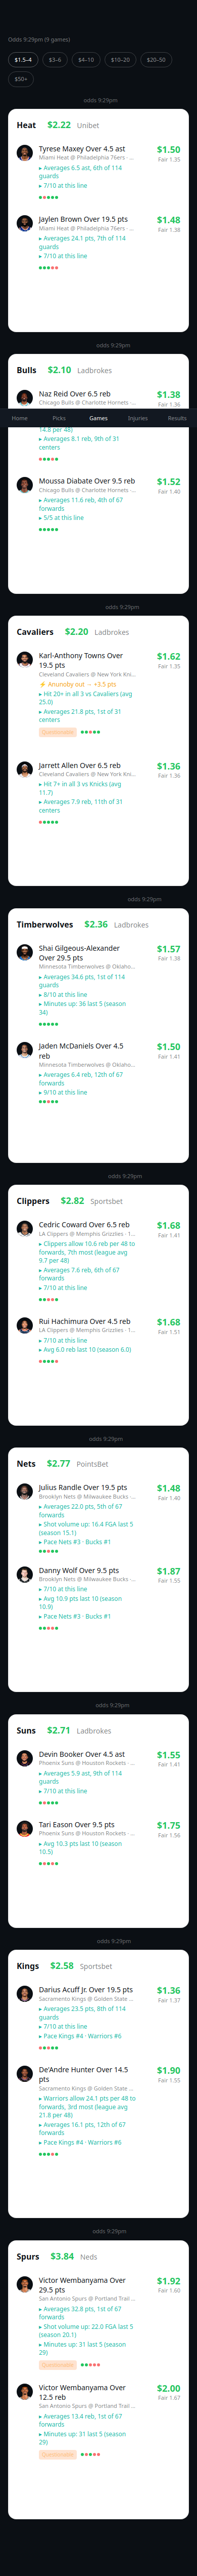 Odds 9:29pm (9 games)
$1.5–4 $3–6 $4–10 $10–20 $20–50
$50+
odds 9:29pm
Heat $2.22 Unibet
Tyrese Maxey Over 4.5 ast $1.50
Miami Heat @ Philadelphia 76ers · ... Fair 1.35
▸ Averages 6.5 ast, 6th of 114
guards
▸ 7/10 at this line
Jaylen Brown Over 19.5 pts $1.48
Miami Heat @ Philadelphia 76ers · ... Fair 1.38
▸ Averages 24.1 pts, 7th of 114
guards
▸ 7/10 at this line
odds 9:29pm
Bulls $2.10 Ladbrokes
Naz Reid Over 6.5 reb $1.38
Chicago Bulls @ Charlotte Hornets · ... Fair 1.36
Home Picks Games Injuries Results
14.8 per 48)
▸ Averages 8.1 reb, 9th of 31
centers
Moussa Diabate Over 9.5 reb $1.52
Chicago Bulls @ Charlotte Hornets · ... Fair 1.40
▸ Averages 11.6 reb, 4th of 67
forwards
▸ 5/5 at this line
odds 9:29pm
Cavaliers $2.20 Ladbrokes
Karl-Anthony Towns Over $1.62
19.5 pts Fair 1.35
Cleveland Cavaliers @ New York Kni...
⚡ Anunoby out → +3.5 pts
▸ Hit 20+ in all 3 vs Cavaliers (avg
25.0)
▸ Averages 21.8 pts, 1st of 31
centers
Questionable
Jarrett Allen Over 6.5 reb $1.36
Cleveland Cavaliers @ New York Kni... Fair 1.36
▸ Hit 7+ in all 3 vs Knicks (avg
11.7)
▸ Averages 7.9 reb, 11th of 31
centers
odds 9:29pm
Timberwolves $2.36 Ladbrokes
Shai Gilgeous-Alexander $1.57
Over 29.5 pts Fair 1.38
Minnesota Timberwolves @ Oklaho...
▸ Averages 34.6 pts, 1st of 114
guards
▸ 8/10 at this line
▸ Minutes up: 36 last 5 (season
34)
Jaden McDaniels Over 4.5 $1.50
reb Fair 1.41
Minnesota Timberwolves @ Oklaho...
▸ Averages 6.4 reb, 12th of 67
forwards
▸ 9/10 at this line
odds 9:29pm
Clippers $2.82 Sportsbet
Cedric Coward Over 6.5 reb $1.68
LA Clippers @ Memphis Grizzlies · 1... Fair 1.41
▸ Clippers allow 10.6 reb per 48 to
forwards, 7th most (league avg
9.7 per 48)
▸ Averages 7.6 reb, 6th of 67
forwards
▸ 7/10 at this line
Rui Hachimura Over 4.5 reb $1.68
LA Clippers @ Memphis Grizzlies · 1... Fair 1.51
▸ 7/10 at this line
▸ Avg 6.0 reb last 10 (season 6.0)
odds 9:29pm
Nets $2.77 PointsBet
Julius Randle Over 19.5 pts $1.48
Brooklyn Nets @ Milwaukee Bucks ·... Fair 1.40
▸ Averages 22.0 pts, 5th of 67
forwards
▸ Shot volume up: 16.4 FGA last 5
(season 15.1)
▸ Pace Nets #3 · Bucks #1
Danny Wolf Over 9.5 pts $1.87
Brooklyn Nets @ Milwaukee Bucks ·... Fair 1.55
▸ 7/10 at this line
▸ Avg 10.9 pts last 10 (season
10.9)
▸ Pace Nets #3 · Bucks #1
odds 9:29pm
Suns $2.71 Ladbrokes
Devin Booker Over 4.5 ast $1.55
Phoenix Suns @ Houston Rockets · ... Fair 1.41
▸ Averages 5.9 ast, 9th of 114
guards
▸ 7/10 at this line
Tari Eason Over 9.5 pts $1.75
Phoenix Suns @ Houston Rockets · ... Fair 1.56
▸ Avg 10.3 pts last 10 (season
10.5)
odds 9:29pm
Kings $2.58 Sportsbet
Darius Acuff Jr. Over 19.5 pts $1.36
Sacramento Kings @ Golden State ... Fair 1.37
▸ Averages 23.5 pts, 8th of 114
guards
▸ 7/10 at this line
▸ Pace Kings #4 · Warriors #6
De'Andre Hunter Over 14.5 $1.90
pts Fair 1.55
Sacramento Kings @ Golden State ...
▸ Warriors allow 24.1 pts per 48 to
forwards, 3rd most (league avg
21.8 per 48)
▸ Averages 16.1 pts, 12th of 67
forwards
▸ Pace Kings #4 · Warriors #6
odds 9:29pm
Spurs $3.84 Neds
Victor Wembanyama Over $1.92
29.5 pts Fair 1.60
San Antonio Spurs @ Portland Trail ...
▸ Averages 32.8 pts, 1st of 67
forwards
▸ Shot volume up: 22.0 FGA last 5
(season 20.1)
▸ Minutes up: 31 last 5 (season
29)
Questionable
Victor Wembanyama Over $2.00
12.5 reb Fair 1.67
San Antonio Spurs @ Portland Trail ...
▸ Averages 13.4 reb, 1st of 67
forwards
▸ Minutes up: 31 last 5 (season
29)
Questionable